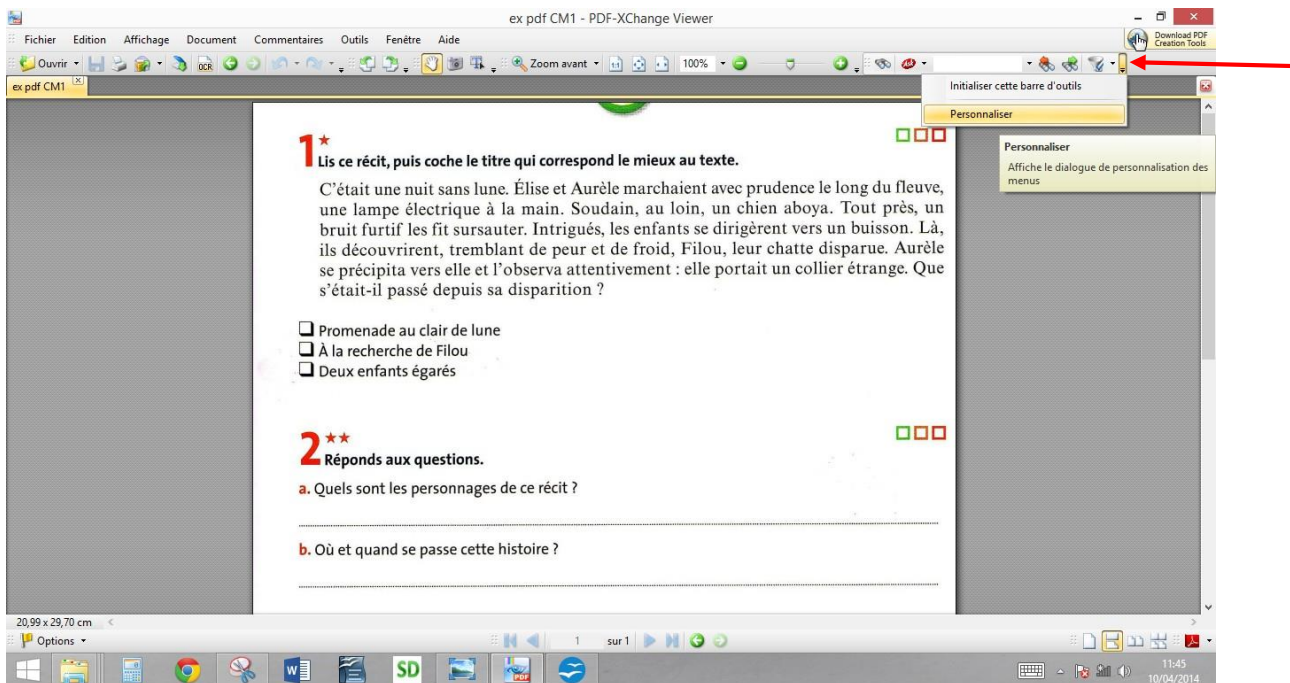 ex pdf CM1 - PDF-XChange Viewer
Fichier Edition Affichage Document Commentaires Outils Fenêtre Aide
Download PDF
Creation Tools
Ouvrir OCR Zoom avant 100%
ex pdf CM1
Initialiser cette barre d'outils
Personnaliser
Personnaliser
Affiche le dialogue de personnalisation des
menus
1
Lis ce récit, puis coche le titre qui correspond le mieux au texte.
C'était une nuit sans lune. Élise et Aurèle marchaient avec prudence le long du fleuve,
une lampe électrique à la main. Soudain, au loin, un chien aboya. Tout près, un
bruit furtif les fit sursauter. Intrigués, les enfants se dirigèrent vers un buisson. Là,
ils découvrirent, tremblant de peur et de froid, Filou, leur chatte disparue. Aurèle
se précipita vers elle et l'observa attentivement : elle portait un collier étrange. Que
s'était-il passé depuis sa disparition ?
Promenade au clair de lune
À la recherche de Filou
Deux enfants égarés
2
Réponds aux questions.
a. Quels sont les personnages de ce récit ?
b. Où et quand se passe cette histoire ?
20,99 x 29,70 cm
Options 1 sur 1
W SD PDF
11:45
10/04/2014